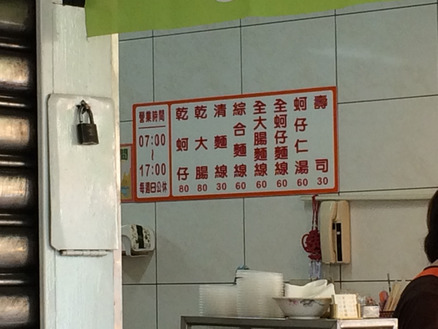 壽司 30
蚵仔仁湯 60
全蚵仔麵線 60
全大腸麵線 60
綜合麵線 60
清麵線 30
乾大腸 80
乾蚵仔 80
營業時間
07:00
~
17:00
每週日公休